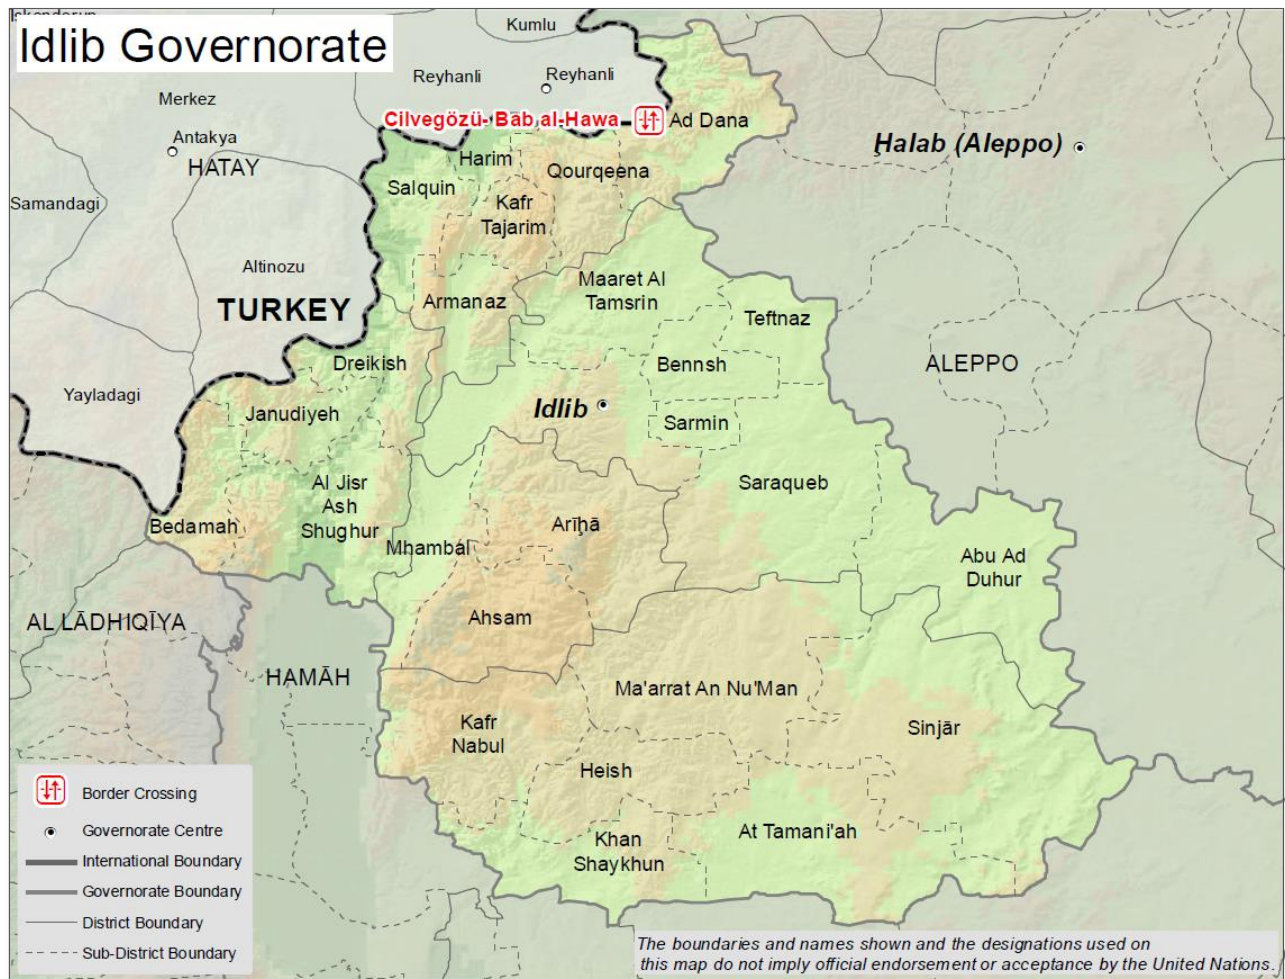 Idlib Governorate
Iskenderun
Kumlu
Reyhanli
Reyhanli
Merkez
Antakya
HATAY
Cilvegözü- Bāb al-Hawa
Ad Dana
Ḩalab (Aleppo)
Harim
Salquin
Qourqeena
Kafr
Tajarim
Samandagi
Altinozu
TURKEY
Armanaz
Maaret Al
Tamsrin
Teftnaz
Dreikish
Bennsh
ALEPPO
Yayladagi
Janudiyeh
Idlib
Sarmin
Al Jisr
Ash
Shughur
Saraqueb
Bedamah
Arīḩā
Mhambal
Abu Ad
Duhur
AL LĀDHIQĪYA
Ahsam
HAMĀH
Ma'arrat An Nu'Man
Kafr
Nabul
Sinjār
Heish
Khan
Shaykhun
At Tamani'ah
Border Crossing
Governorate Centre
International Boundary
Governorate Boundary
District Boundary
Sub-District Boundary
The boundaries and names shown and the designations used on
this map do not imply official endorsement or acceptance by the United Nations.